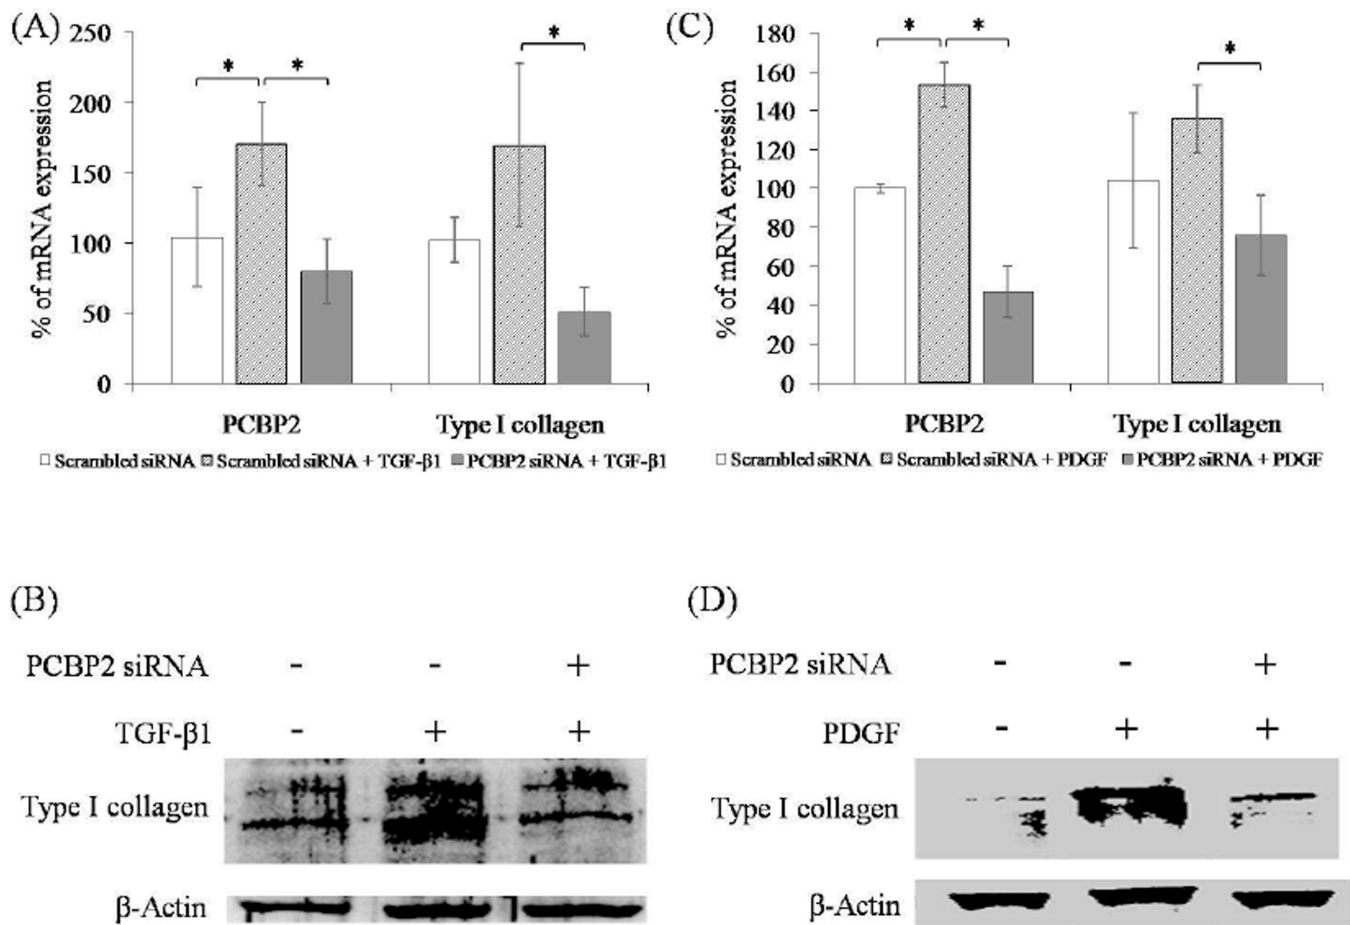 (A)
% of mRNA expression
250
200
150
100
50
0
* * *
PCBP2 Type I collagen
Scrambled siRNA Scrambled siRNA + TGF-β1 PCBP2 siRNA + TGF-β1
(C)
% of mRNA expression
180
160
140
120
100
80
60
40
20
0
* * *
PCBP2 Type I collagen
Scrambled siRNA Scrambled siRNA + PDGF PCBP2 siRNA + PDGF
(B)
PCBP2 siRNA - - +
TGF-β1 - + +
Type I collagen
β-Actin
(D)
PCBP2 siRNA - - +
PDGF - + +
Type I collagen
β-Actin